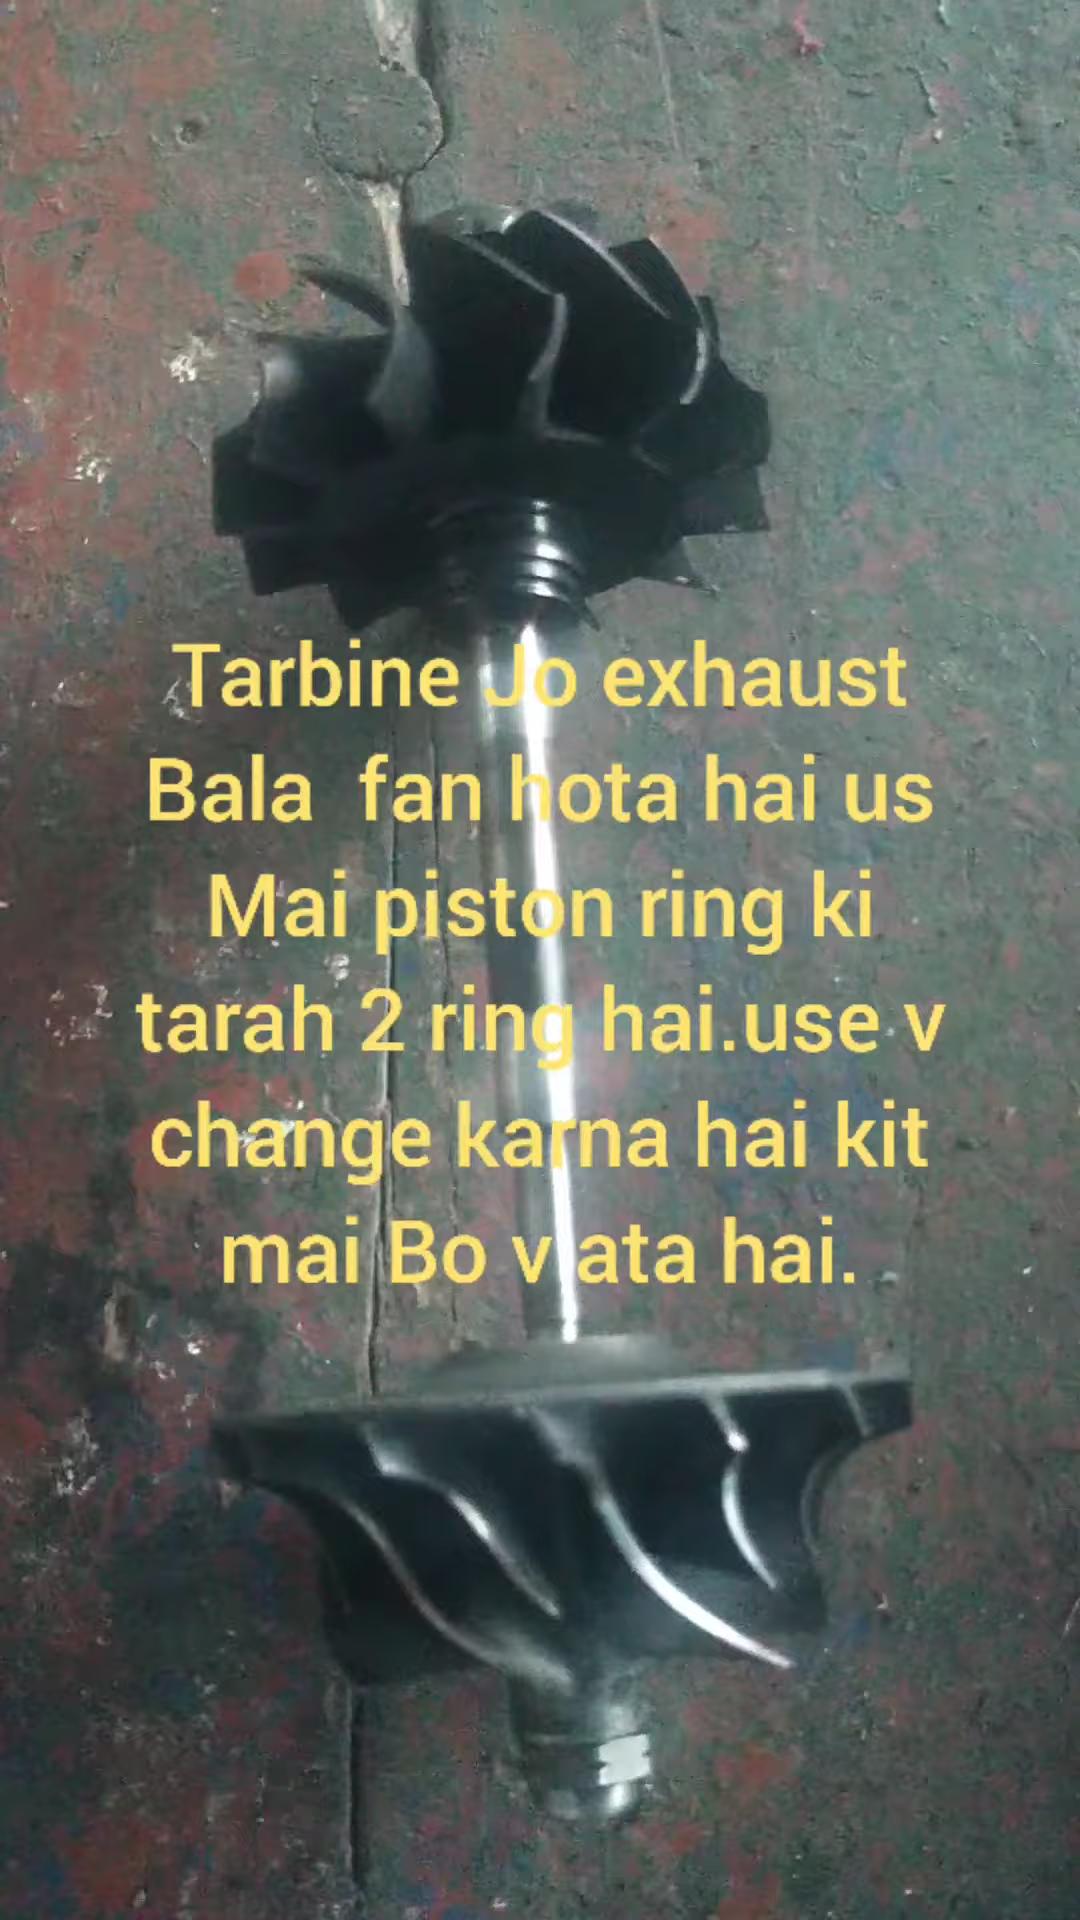 Tarbine Jo exhaust
Bala fan hota hai us
Mai piston ring ki
tarah 2 ring hai.use v
change karna hai kit
mai Bo v ata hai.